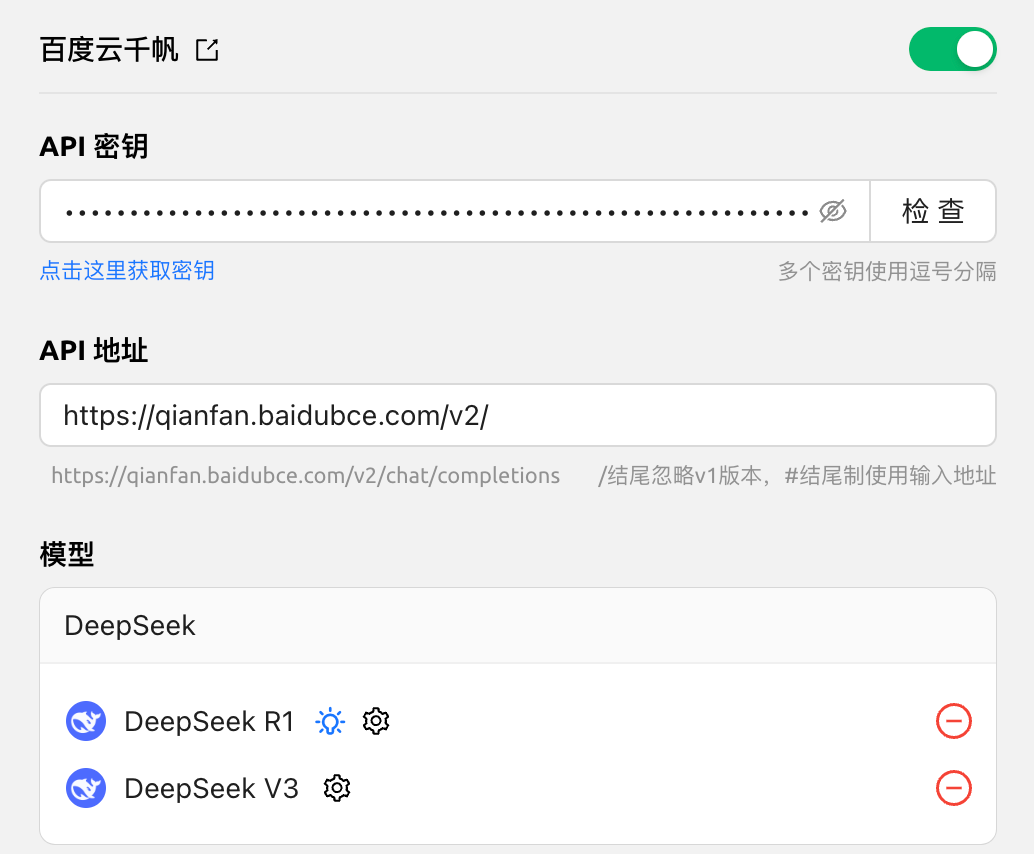 百度云千帆
API 密钥
检 查
点击这里获取密钥
多个密钥使用逗号分隔
API 地址
https://qianfan.baidubce.com/v2/
https://qianfan.baidubce.com/v2/chat/completions
/结尾忽略v1版本，#结尾制使用输入地址
模型
DeepSeek
DeepSeek R1
DeepSeek V3